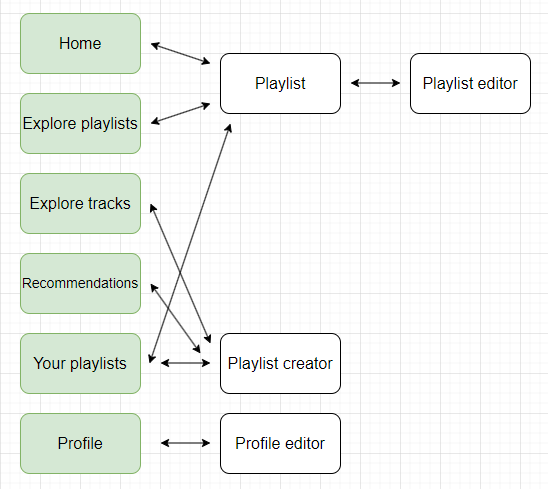 Home
Playlist
Playlist editor
Explore playlists
Explore tracks
Recommendations
Your playlists
Playlist creator
Profile
Profile editor